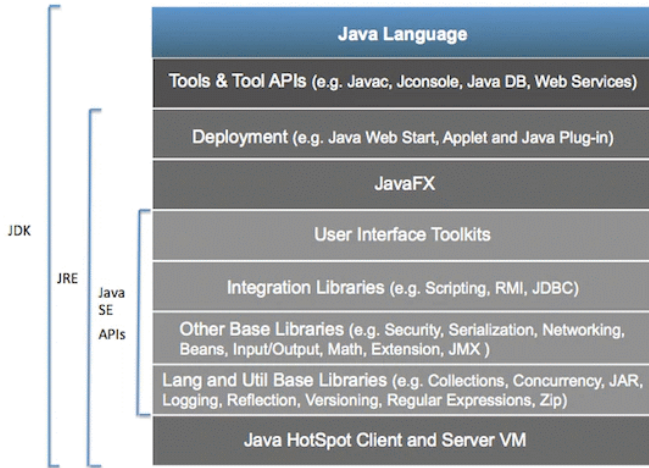 Java Language
Tools & Tool APIs (e.g. Javac, Jconsole, Java DB, Web Services)
Deployment (e.g. Java Web Start, Applet and Java Plug-in)
JavaFX
User Interface Toolkits
Integration Libraries (e.g. Scripting, RMI, JDBC)
Other Base Libraries (e.g. Security, Serialization, Networking,
Beans, Input/Output, Math, Extension, JMX )
Lang and Util Base Libraries (e.g. Collections, Concurrency, JAR,
Logging, Reflection, Versioning, Regular Expressions, Zip)
Java HotSpot Client and Server VM
JDK
JRE
Java
SE
APIs